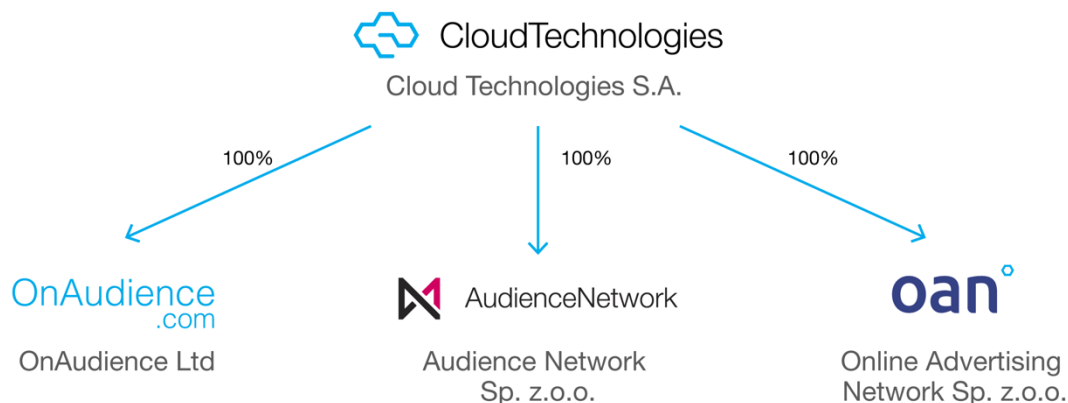 CloudTechnologies
Cloud Technologies S.A.
100%
100%
100%
OnAudience
.com
AudienceNetwork
oan
OnAudience Ltd
Audience Network
Sp. z.o.o.
Online Advertising
Network Sp. z.o.o.